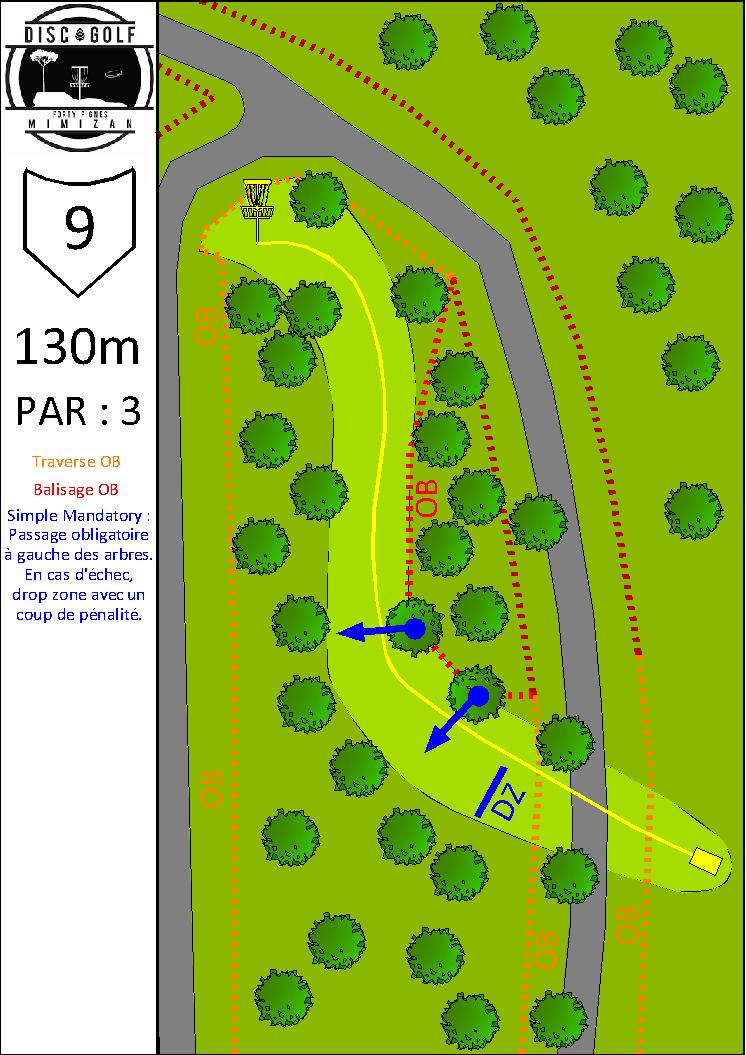 DISC GOLF
FORTY PIGNES
MIMIZAN
9
130m
PAR : 3
Traverse OB
Balisage OB
Simple Mandatory :
Passage obligatoire
à gauche des arbres.
En cas d'échec,
drop zone avec un
coup de pénalité.
OB
OB
OB
DZ
OB
OB